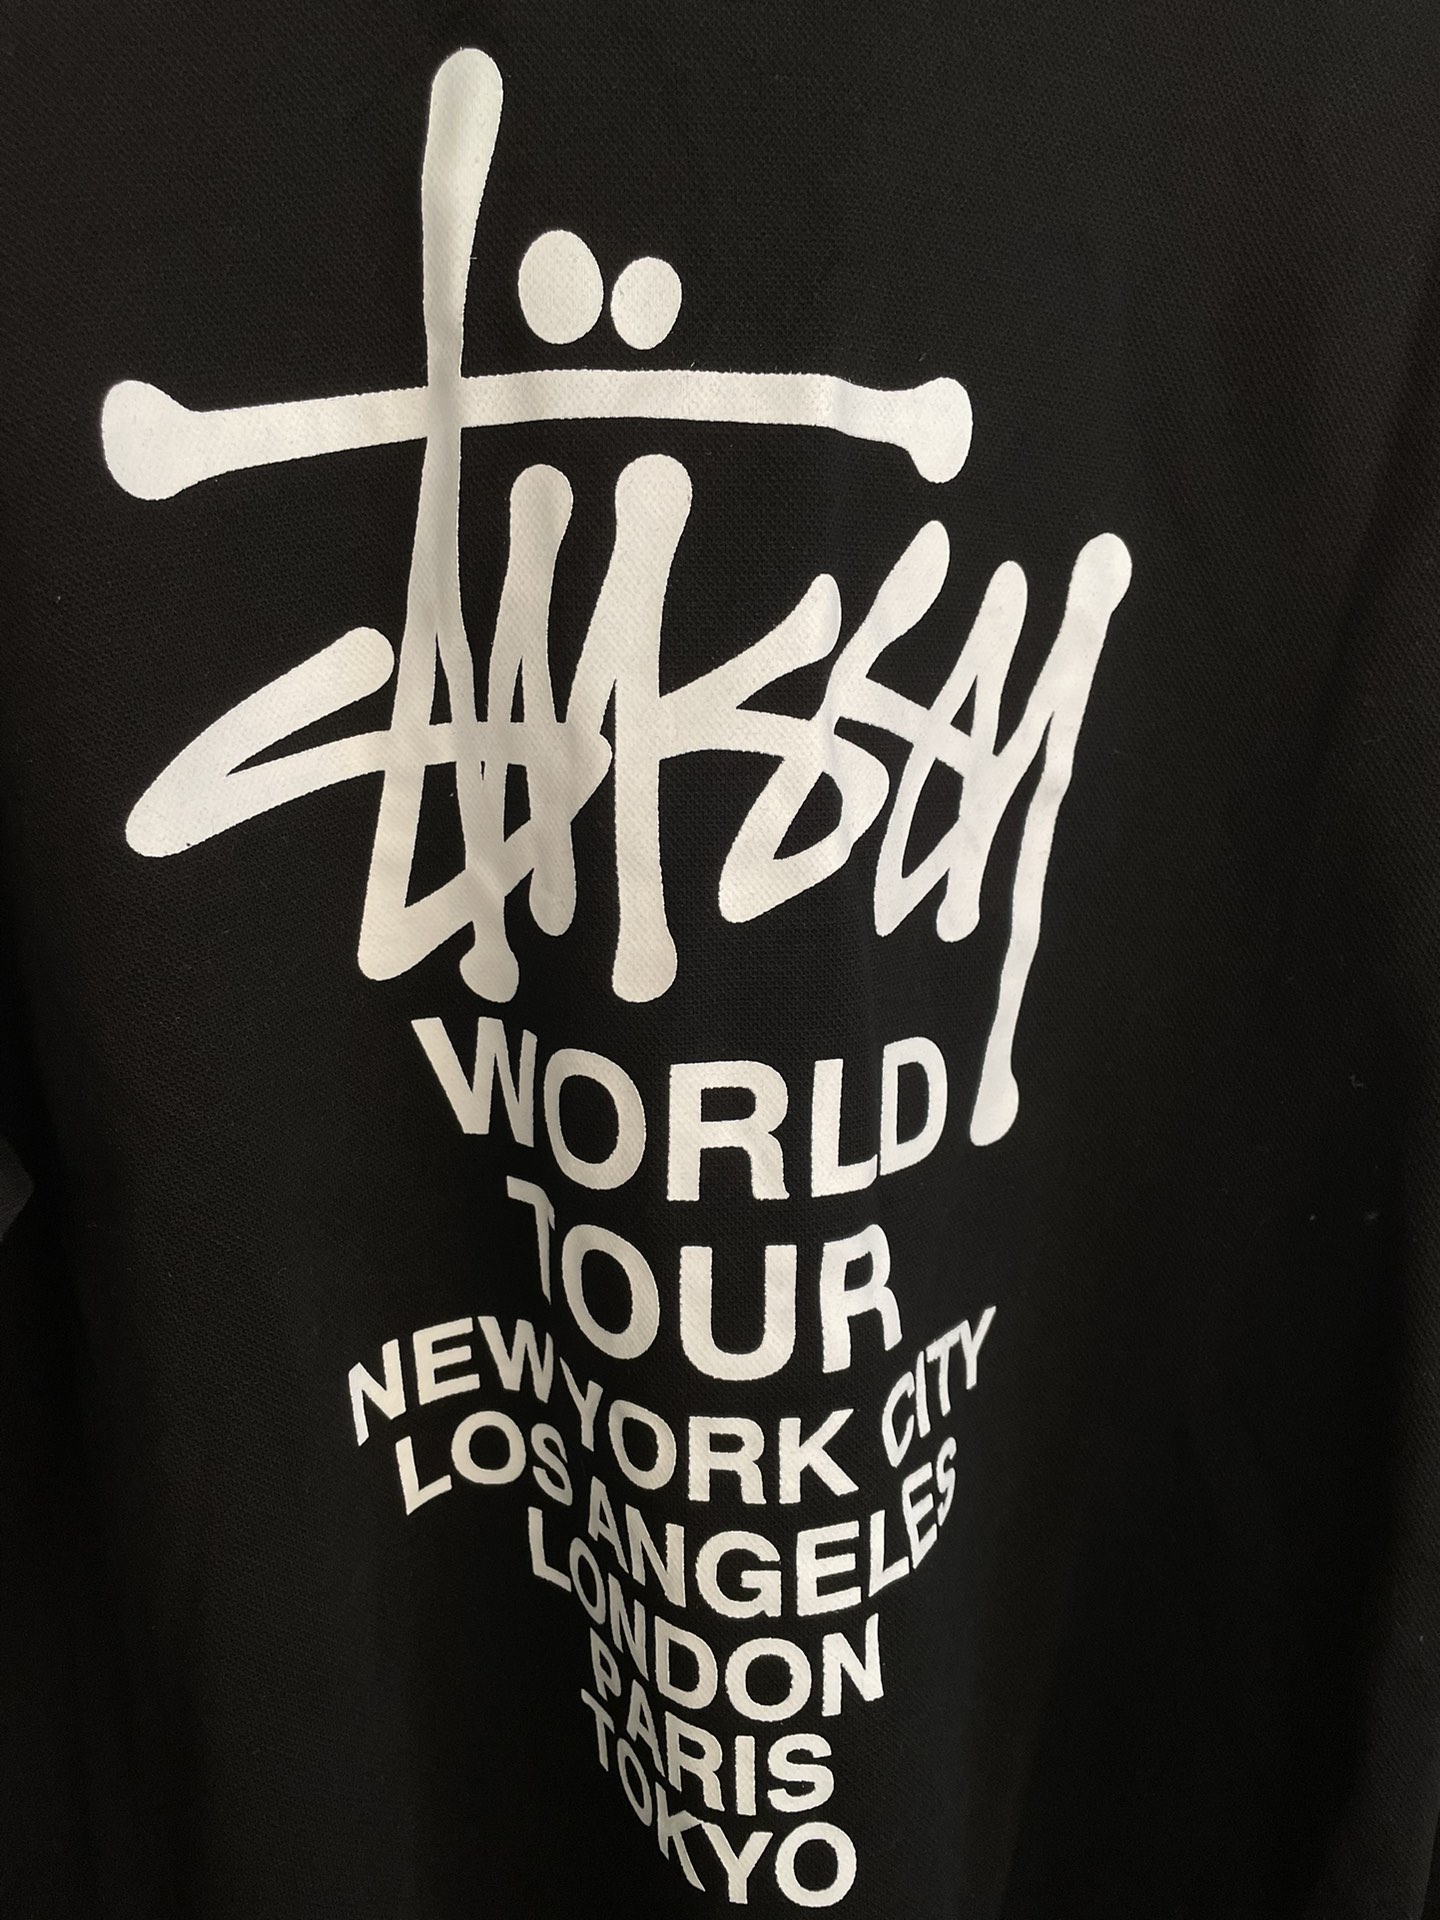 Stüssy
WORLD
TOUR
NEW YORK CITY
LOS ANGELES
LONDON
PARIS
TOKYO